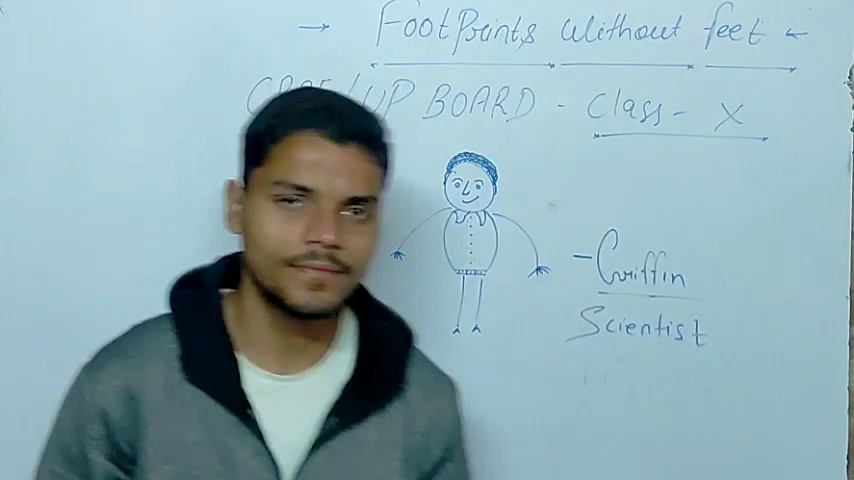 → FootPrints without feet ←
UP BOARD - Class - X
- Griffin
Scientist